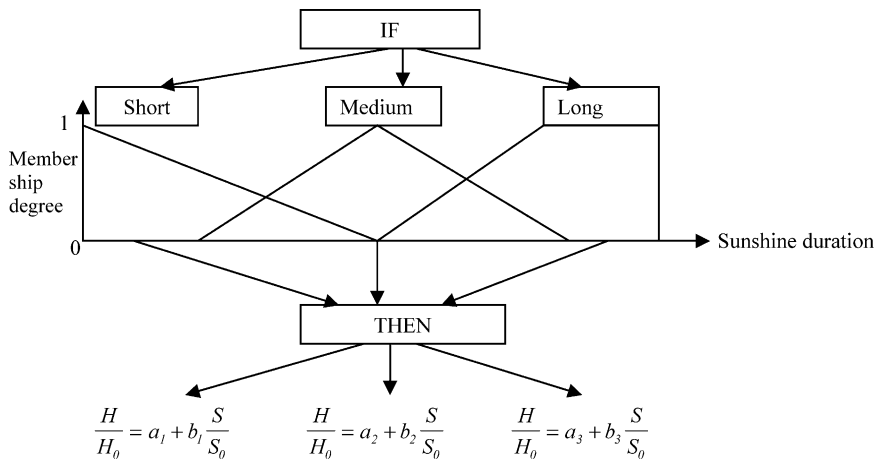 IF
Short Medium Long
1
Member
ship
degree
0
Sunshine duration
THEN
H/H₀ = a₁ + b₁ S/S₀ H/H₀ = a₂ + b₂ S/S₀ H/H₀ = a₃ + b₃ S/S₀